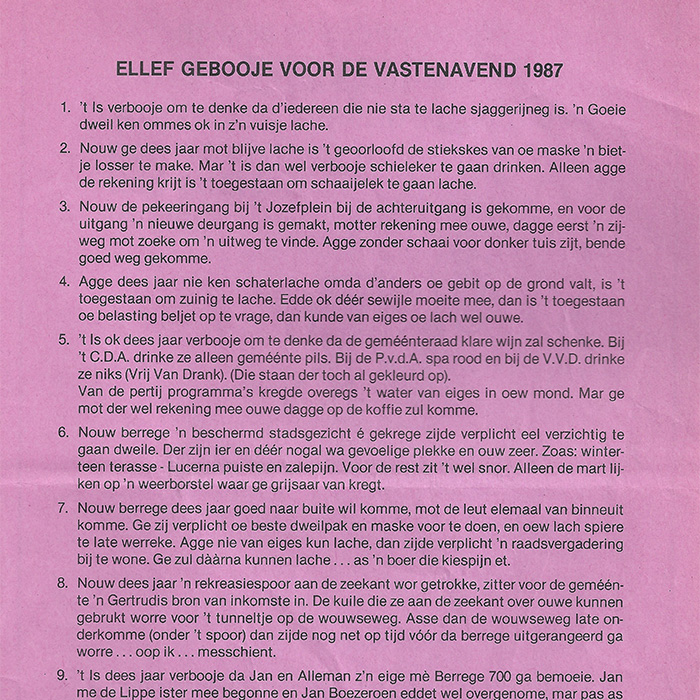 ELLEF GEBOOJE VOOR DE VASTENAVEND 1987
1. 't Is verbooje om te denke da d'iedereen die nie sta te lache sjaggerijneg is. 'n Goeie
dweil ken ommes ok in z'n vuisje lache.
2. Nouw ge dees jaar mot blijve lache is 't geoorloofd de stiekskes van oe maske 'n biet-
je losser te make. Mar 't is dan wel verbooje schieleker te gaan drinken. Alleen agge
de rekening krijt is 't toegestaan om schaaijelek te gaan lache.
3. Nouw de pekeeringang bij 't Jozefplein bij de achteruitgang is gekomme, en voor de
uitgang 'n nieuwe deurgang is gemakt, motter rekening mee ouwe, dagge eerst 'n zij-
weg mot zoeke om 'n uitweg te vinde. Agge zonder schaai voor donker tuis zijt, bende
goed weg gekomme.
4. Agge dees jaar nie ken schaterlache omda d'anders oe gebit op de grond valt, is 't
toegestaan om zuinig te lache. Edde ok déér sewijle moeite mee, dan is 't toegestaan
oe belasting beljet op te vrage, dan kunde van eiges oe lach wel ouwe.
5. 't Is ok dees jaar verbooje om te denke da de geméénteraad klare wijn zal schenke. Bij
't C.D.A. drinke ze alleen geméénte pils. Bij de P.v.d.A. spa rood en bij de V.V.D. drinke
ze niks (Vrij Van Drank). (Die staan der toch al gekleurd op).
Van de pertij programma's kregde overegs 't water van eiges in oew mond. Mar ge
mot der wel rekening mee ouwe dagge op de koffie zul komme.
6. Nouw berrege 'n beschermd stadsgezicht é gekrege zijde verplicht eel verzichtig te
gaan dweile. Der zijn ier en déér nogal wa gevoelige plekke en ouw zeer. Zoas: winter-
teen terasse - Lucerna puiste en zalepijn. Voor de rest zit 't wel snor. Alleen de mart lij-
ken op 'n weerborstel waar ge grijsaar van kregt.
7. Nouw berrege dees jaar goed naar buite wil komme, mot de leut elemaal van binneuit
komme. Ge zij verplicht oe beste dweilpak en maske voor te doen, en oew lach spiere
te late werreke. Agge nie van eiges kun lache, dan zijde verplicht 'n raadsvergadering
bij te wone. Ge zul dààrna kunnen lache . . . as 'n boer die kiespijn et.
8. Nouw dees jaar 'n rekreasiespoor aan de zeekant wor getrokke, zitter voor de geméén-
te 'n Gertrudis bron van inkomste in. De kuile die ze aan de zeekant over ouwe kunnen
gebrukt worre voor 't tunneltje op de wouwseweg. Asse dan de wouwseweg late on-
derkomme (onder 't spoor) dan zijde nog net op tijd vóór da berrege uitgerangeerd ga
worre . . . oop ik . . . messchient.
9. 't Is dees jaar verbooje da Jan en Alleman z'n eige mè Berrege 700 ga bemoeie. Jan
me de Lippe ister mee begonne en Jan Boezeroen eddet wel overgenome, mar pas as